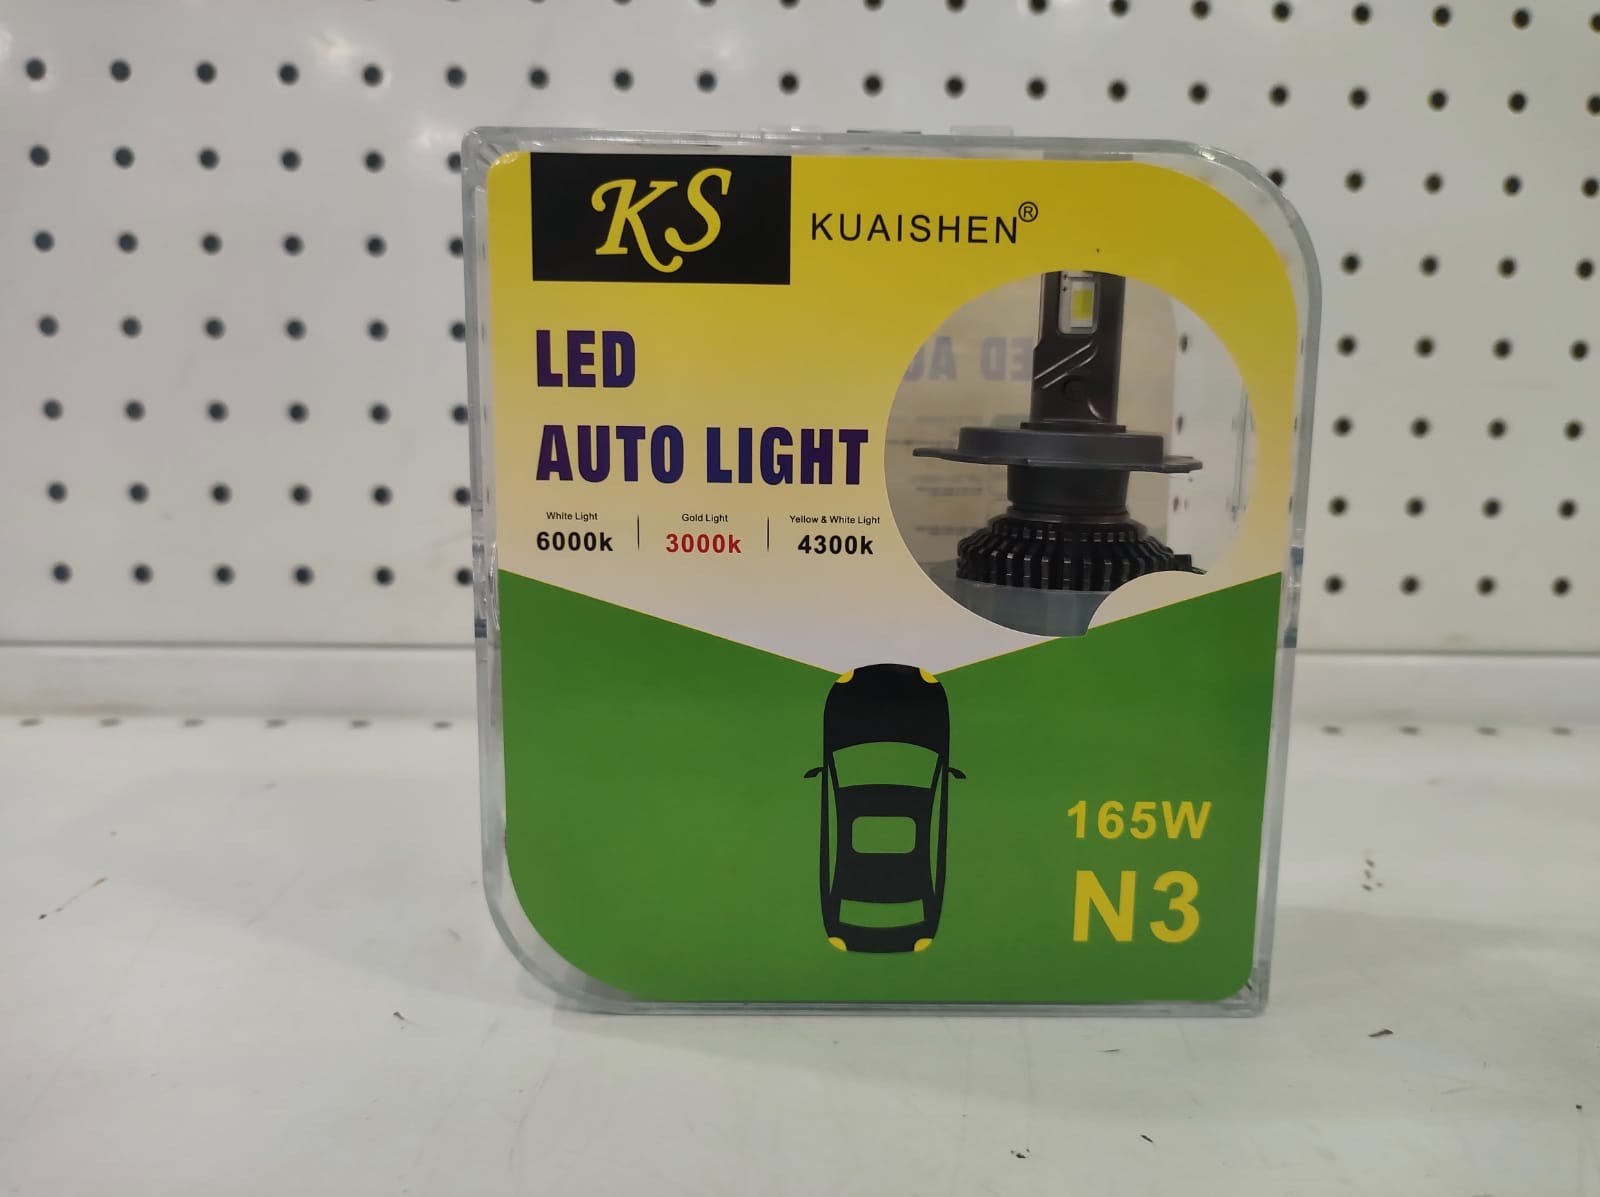 KS
KUAISHEN®
LED
AUTO LIGHT
White Light
6000k
Gold Light
3000k
Yellow & White Light
4300k
165W
N3